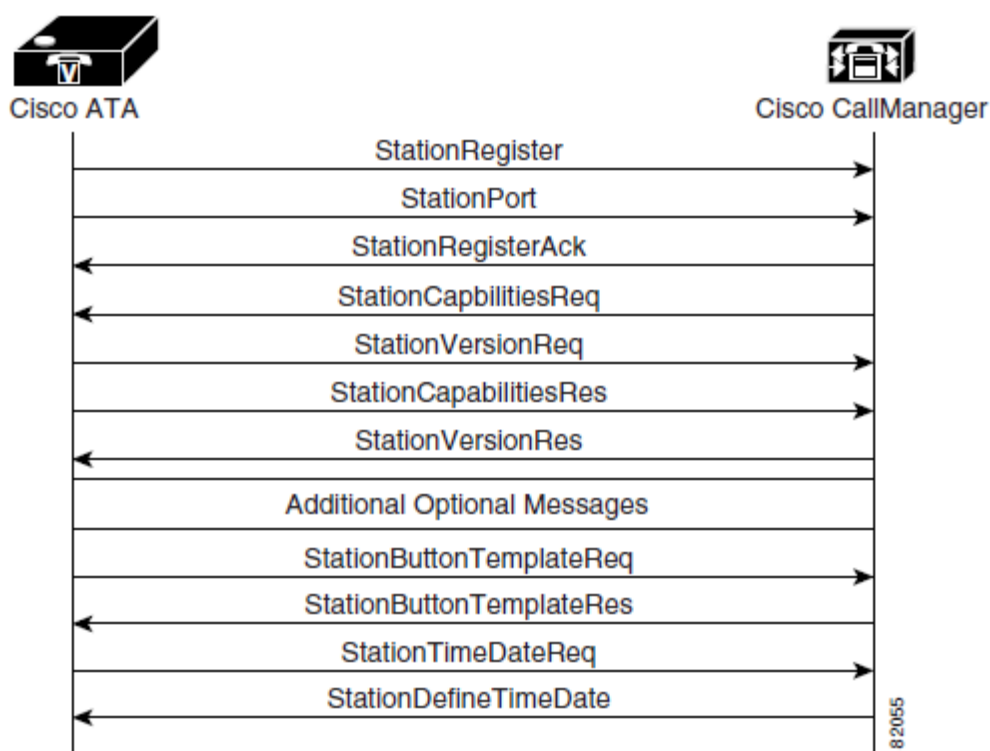 V
Cisco ATA
Cisco CallManager
StationRegister
StationPort
StationRegisterAck
StationCapbilitiesReq
StationVersionReq
StationCapabilitiesRes
StationVersionRes
Additional Optional Messages
StationButtonTemplateReq
StationButtonTemplateRes
StationTimeDateReq
StationDefineTimeDate
82055